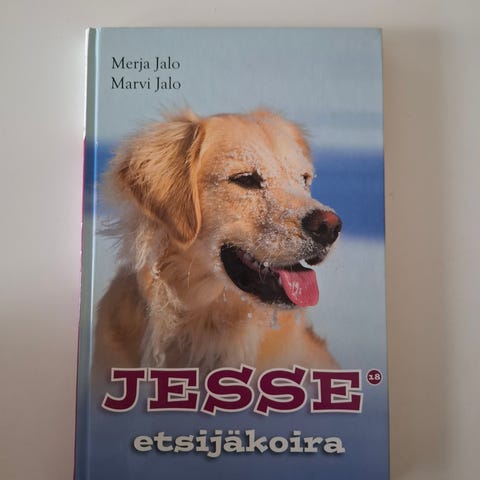 Merja Jalo
Marvi Jalo
JESSE 18
etsijäkoira